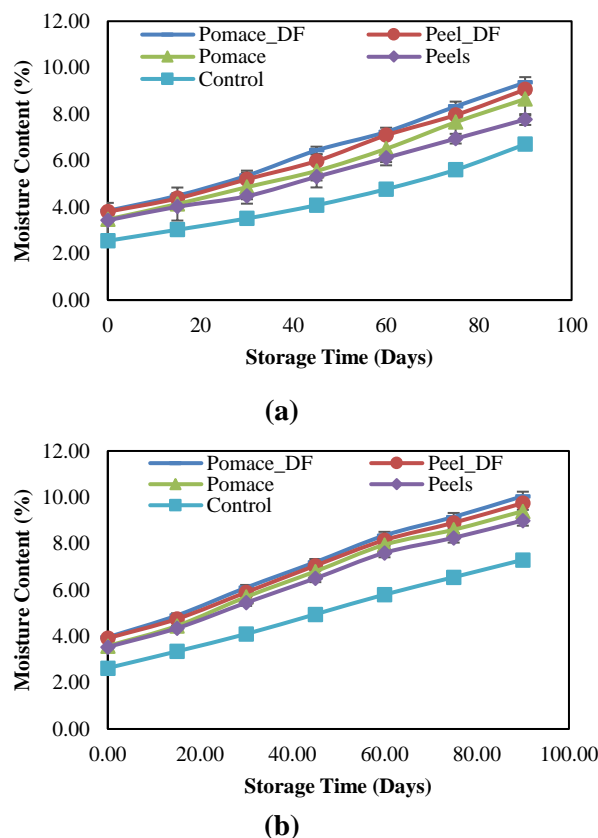 12.00
10.00
8.00
6.00
4.00
2.00
0.00
Moisture Content (%)
Pomace_DF
Peel_DF
Pomace
Peels
Control
0
20
40
60
80
100
Storage Time (Days)
(a)
12.00
10.00
8.00
6.00
4.00
2.00
0.00
Moisture Content (%)
Pomace_DF
Peel_DF
Pomace
Peels
Control
0.00
20.00
40.00
60.00
80.00
100.00
Storage Time (Days)
(b)